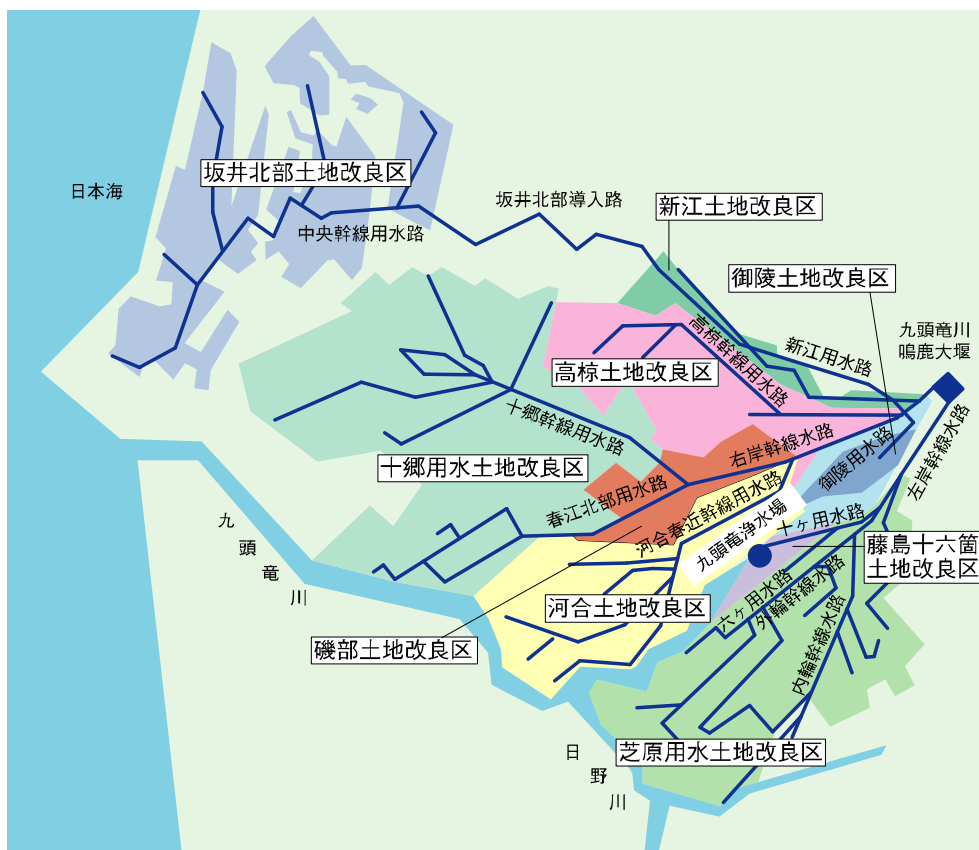 坂井北部土地改良区
日本海
坂井北部導入路
新江土地改良区
中央幹線用水路
御陵土地改良区
九頭竜川
鳴鹿大堰
高椋幹線用水路
新江用水路
高椋土地改良区
十郷幹線用水路
右岸幹線水路
御陵用水路
左岸幹線水路
十郷用水土地改良区
春江北部用水路
河合春近幹線用水路
九頭竜浄水場
十ヶ用水路
九頭竜川
藤島十六箇
土地改良区
六ヶ用水路
外輪幹線水路
河合土地改良区
磯部土地改良区
内輪幹線水路
芝原用水土地改良区
日野川